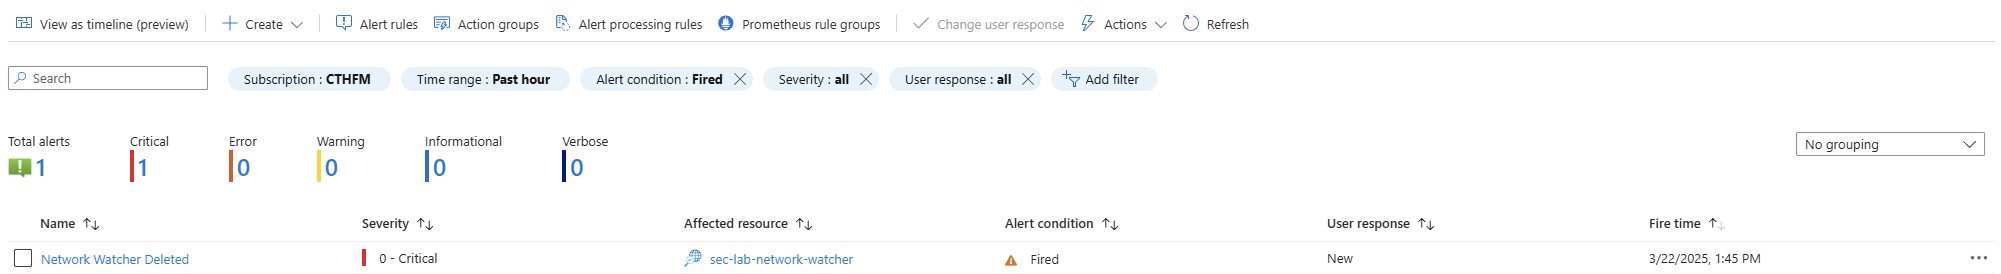 View as timeline (preview) Create Alert rules Action groups Alert processing rules Prometheus rule groups Change user response Actions Refresh
Search Subscription : CTHFM Time range : Past hour Alert condition : Fired Severity : all User response : all Add filter
Total alerts Critical Error Warning Informational Verbose
1 1 0 0 0 0
No grouping
Name Severity Affected resource Alert condition User response Fire time
Network Watcher Deleted 0 - Critical sec-lab-network-watcher Fired New 3/22/2025, 1:45 PM